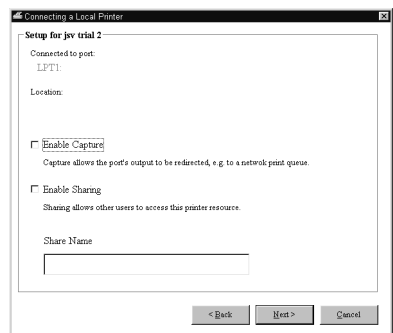 Connecting a Local Printer
Setup for jsv trial 2
Connected to port:
LPT1:
Location:
Enable Capture
Capture allows the port's output to be redirected, e.g. to a netwok print queue.
Enable Sharing
Sharing allows other users to access this printer resource.
Share Name
< Back Next > Cancel